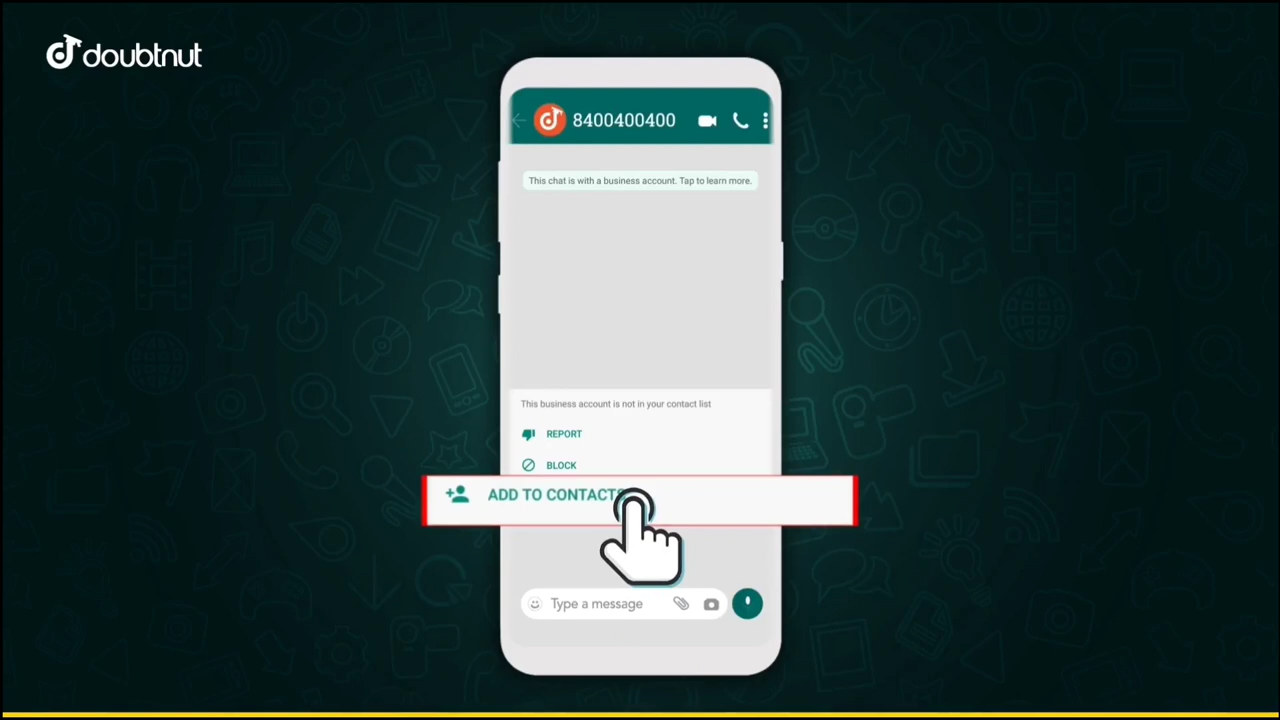 doubtnut
8400400400
This chat is with a business account. Tap to learn more.
This business account is not in your contact list
REPORT
BLOCK
ADD TO CONTACTS
Type a message